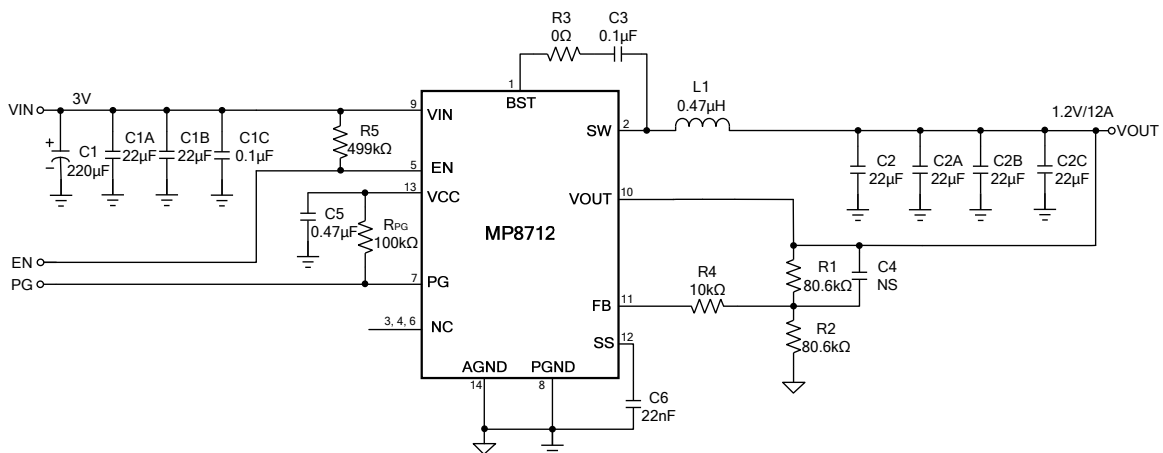 R3
0Ω
C3
0.1μF
1
BST
VIN
3V
9
VIN
C1
220μF
+
−
C1A
22μF
C1B
22μF
C1C
0.1μF
R5
499kΩ
5
EN
13
VCC
C5
0.47μF
RPG
100kΩ
EN
PG
7
PG
3, 4, 6
NC
MP8712
SW
2
L1
0.47μH
1.2V/12A
VOUT
C2
22μF
C2A
22μF
C2B
22μF
C2C
22μF
VOUT
10
R1
80.6kΩ
C4
NS
R4
10kΩ
FB
11
R2
80.6kΩ
SS
12
AGND
PGND
14
8
C6
22nF